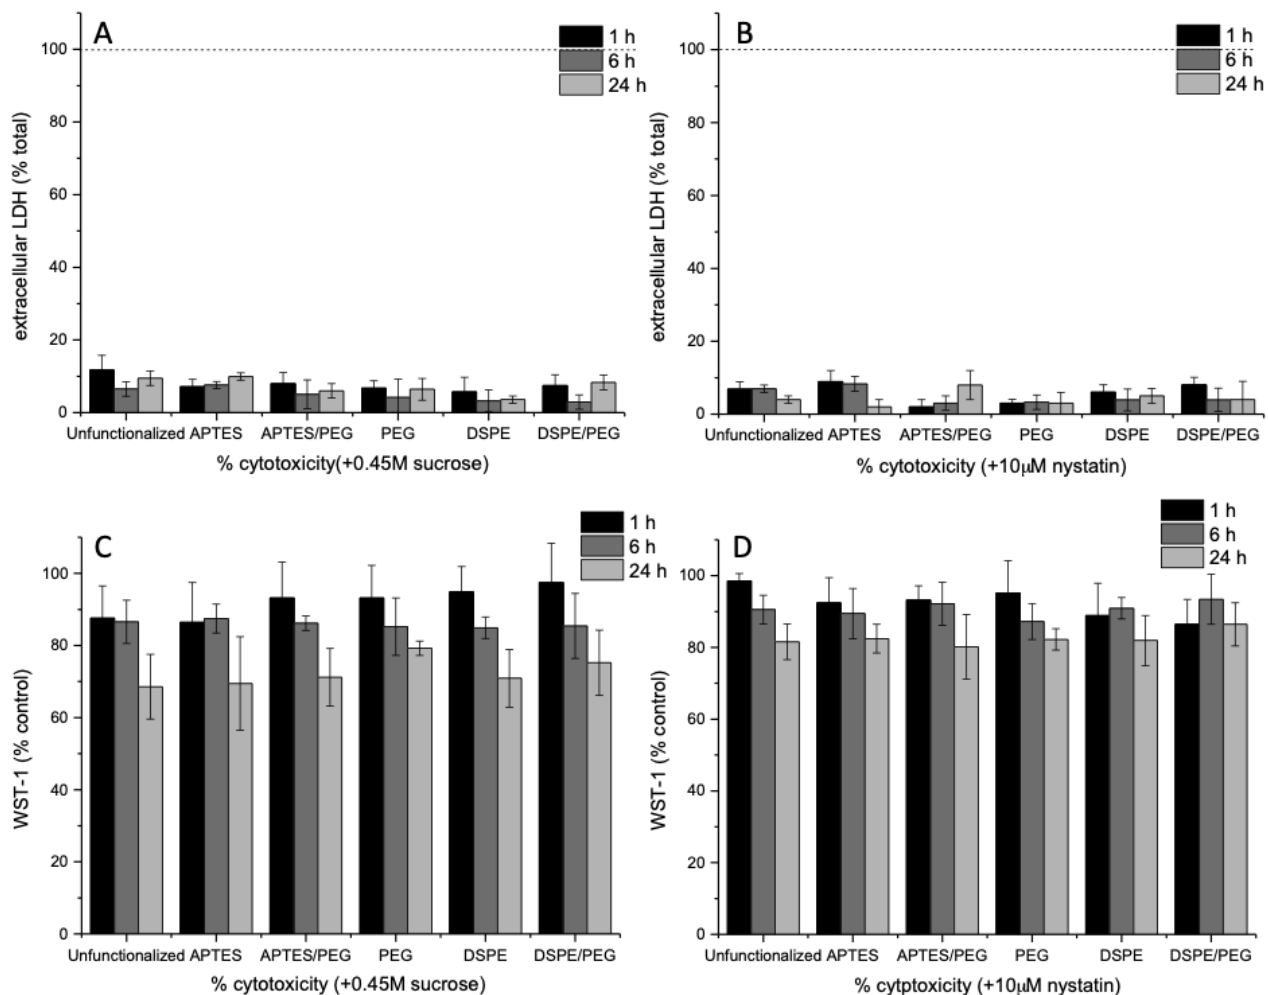 A
1 h
6 h
24 h
100
80
60
40
20
0
extracellular LDH (% total)
Unfunctionalized APTES APTES/PEG PEG DSPE DSPE/PEG
% cytotoxicity(+0.45M sucrose)
B
1 h
6 h
24 h
100
80
60
40
20
0
extracellular LDH (% total)
Unfunctionalized APTES APTES/PEG PEG DSPE DSPE/PEG
% cytotoxicity (+10μM nystatin)
C
1 h
6 h
24 h
100
80
60
40
20
0
WST-1 (% control)
Unfunctionalized APTES APTES/PEG PEG DSPE DSPE/PEG
% cytotoxicity (+0.45M sucrose)
D
1 h
6 h
24 h
100
80
60
40
20
0
WST-1 (% control)
Unfunctionalized APTES APTES/PEG PEG DSPE DSPE/PEG
% cytptoxicity (+10μM nystatin)